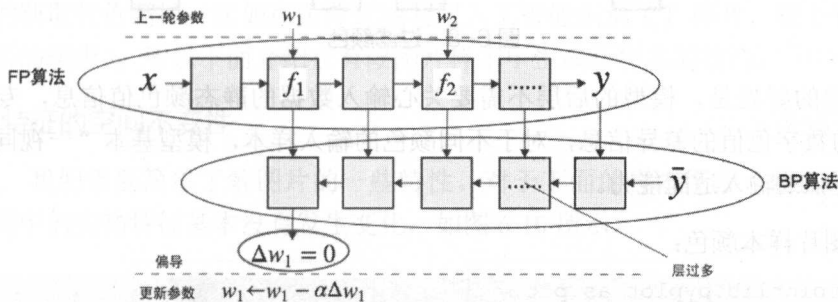 上一轮参数
w₁
w₂
FP算法
x
f₁
f₂
......
y
......
ȳ
BP算法
Δw₁ = 0
层过多
偏导
更新参数 w₁←w₁ − αΔw₁